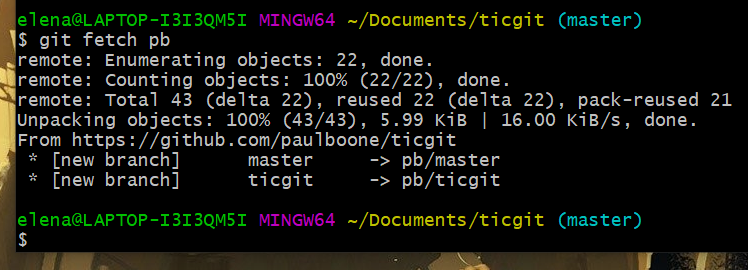 elena@LAPTOP-I3I3QM5I MINGW64 ~/Documents/ticgit (master)
$ git fetch pb
remote: Enumerating objects: 22, done.
remote: Counting objects: 100% (22/22), done.
remote: Total 43 (delta 22), reused 22 (delta 22), pack-reused 21
Unpacking objects: 100% (43/43), 5.99 KiB | 16.00 KiB/s, done.
From https://github.com/paulboone/ticgit
 * [new branch]      master     -> pb/master
 * [new branch]      ticgit     -> pb/ticgit
elena@LAPTOP-I3I3QM5I MINGW64 ~/Documents/ticgit (master)
$